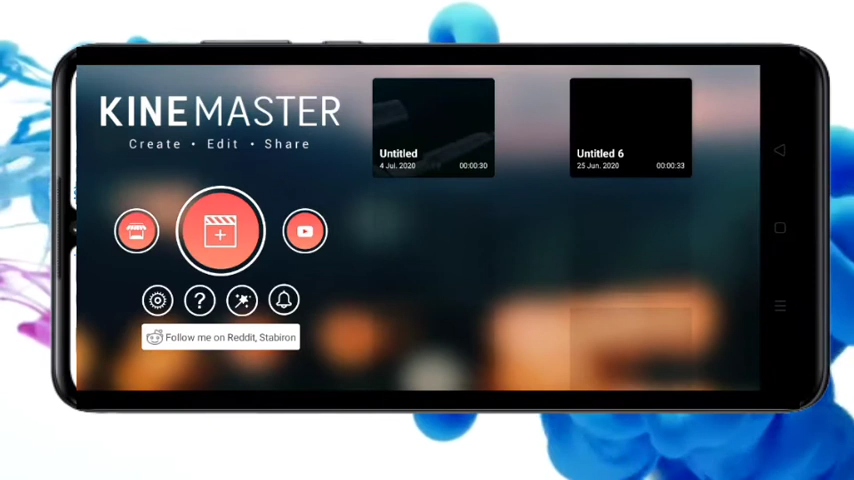 KINEMASTER
Create • Edit • Share
Untitled
4 Jul. 2020 00:00:30
Untitled 6
25 Jun. 2020 00:00:33
?
Follow me on Reddit, Stabiron